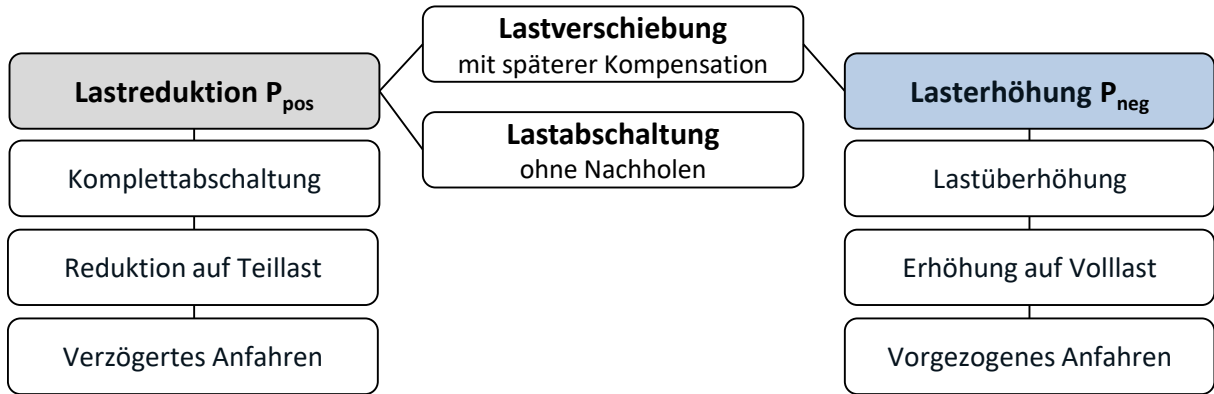 Lastverschiebung
mit späterer Kompensation
Lastreduktion Ppos
Lasterhöhung Pneg
Lastabschaltung
ohne Nachholen
Komplettabschaltung
Lastüberhöhung
Reduktion auf Teillast
Erhöhung auf Volllast
Verzögertes Anfahren
Vorgezogenes Anfahren